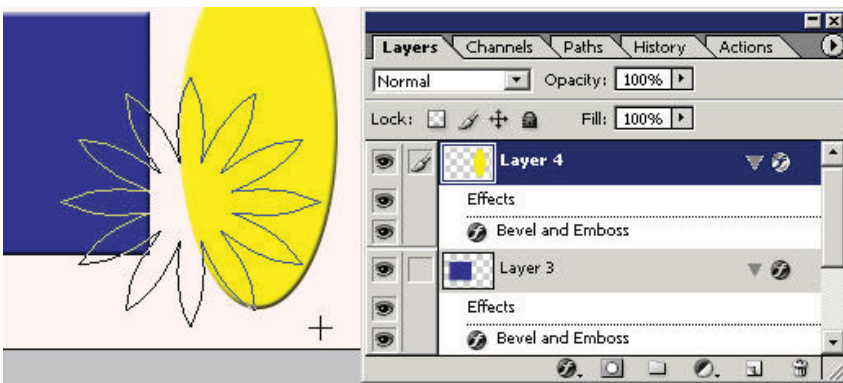 Layers Channels Paths History Actions
Normal Opacity: 100%
Lock: Fill: 100%
Layer 4
Effects
Bevel and Emboss
Layer 3
Effects
Bevel and Emboss